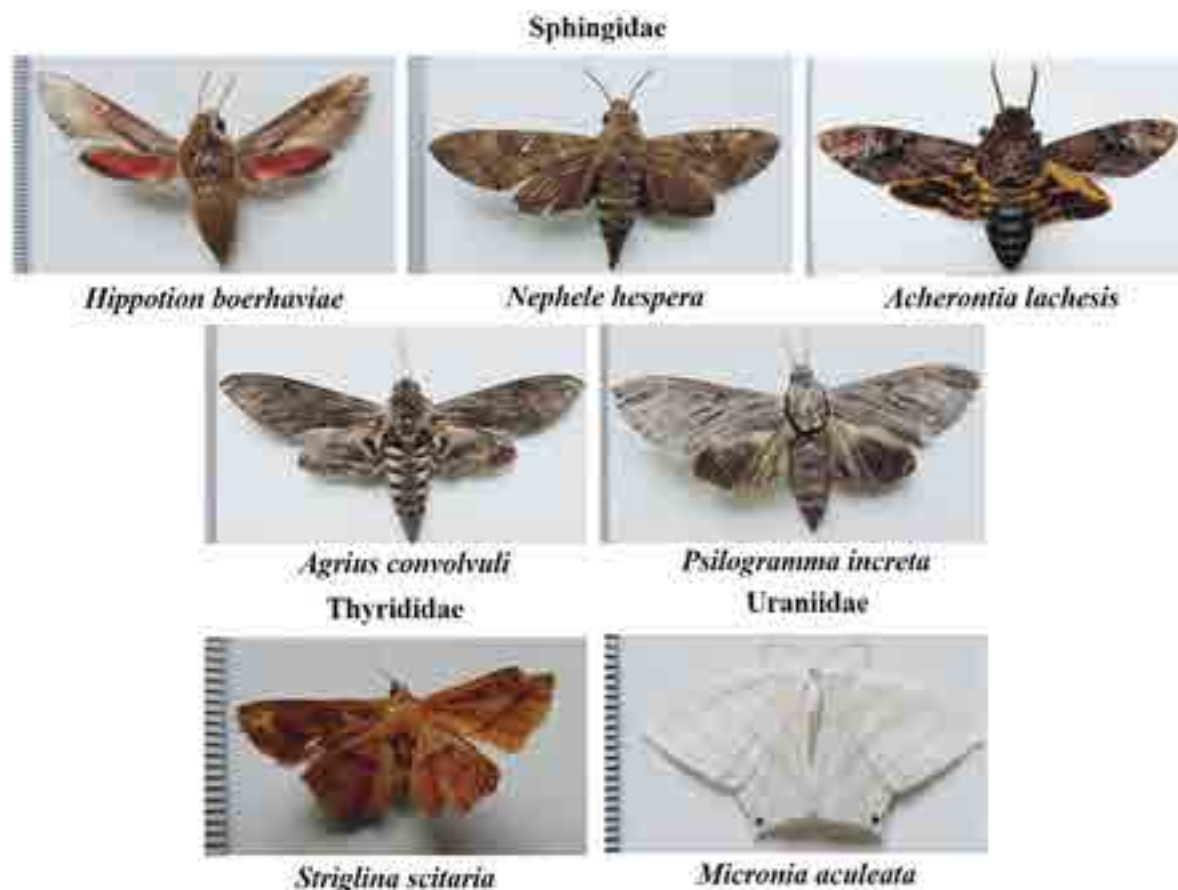 Sphingidae
Hippotion boerhaviae
Nephele hespera
Acherontia lachesis
Agrius convolvuli
Psilogramma increta
Thyrididae
Uraniidae
Striglina scitaria
Micronia aculeata